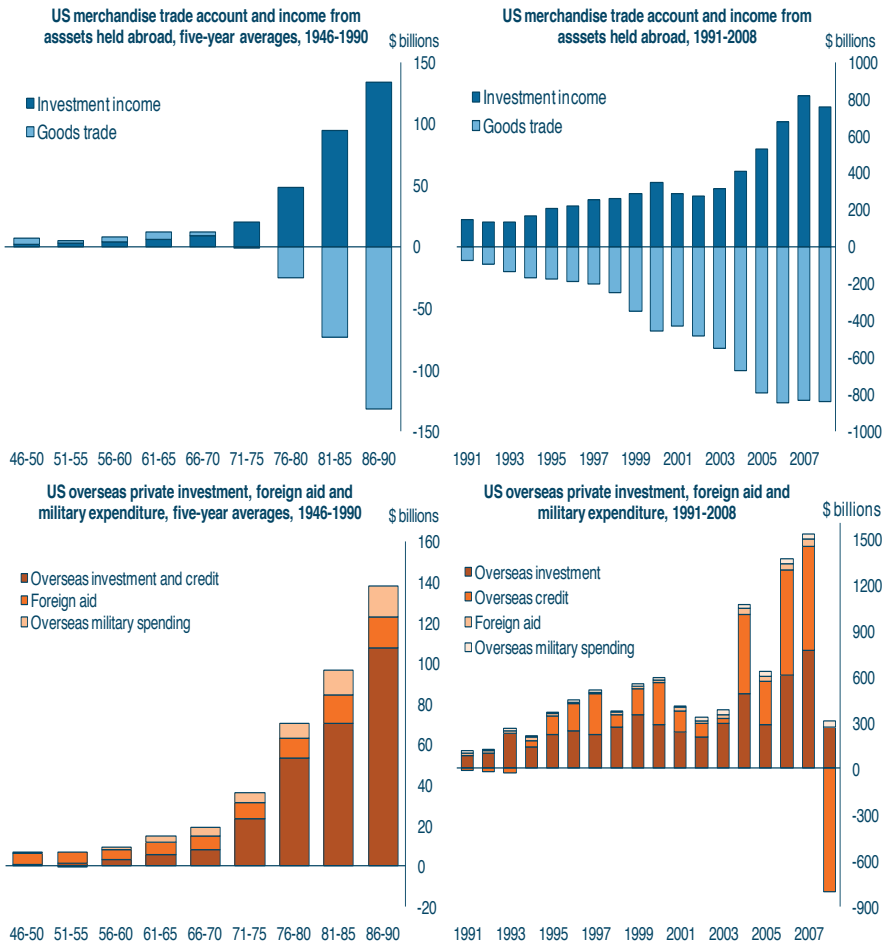 US merchandise trade account and income from
asssets held abroad, five-year averages, 1946-1990
$ billions
150
100
50
0
-50
-100
-150
Investment income
Goods trade
46-50 51-55 56-60 61-65 66-70 71-75 76-80 81-85 86-90
US merchandise trade account and income from
asssets held abroad, 1991-2008
$ billions
1000
800
600
400
200
0
-200
-400
-600
-800
-1000
Investment income
Goods trade
1991 1993 1995 1997 1999 2001 2003 2005 2007
US overseas private investment, foreign aid and
military expenditure, five-year averages, 1946-1990
$ billions
160
140
120
100
80
60
40
20
0
-20
Overseas investment and credit
Foreign aid
Overseas military spending
46-50 51-55 56-60 61-65 66-70 71-75 76-80 81-85 86-90
US overseas private investment, foreign aid and
military expenditure, 1991-2008
$ billions
1500
1200
900
600
300
0
-300
-600
-900
Overseas investment
Overseas credit
Foreign aid
Overseas military spending
1991 1993 1995 1997 1999 2001 2003 2005 2007